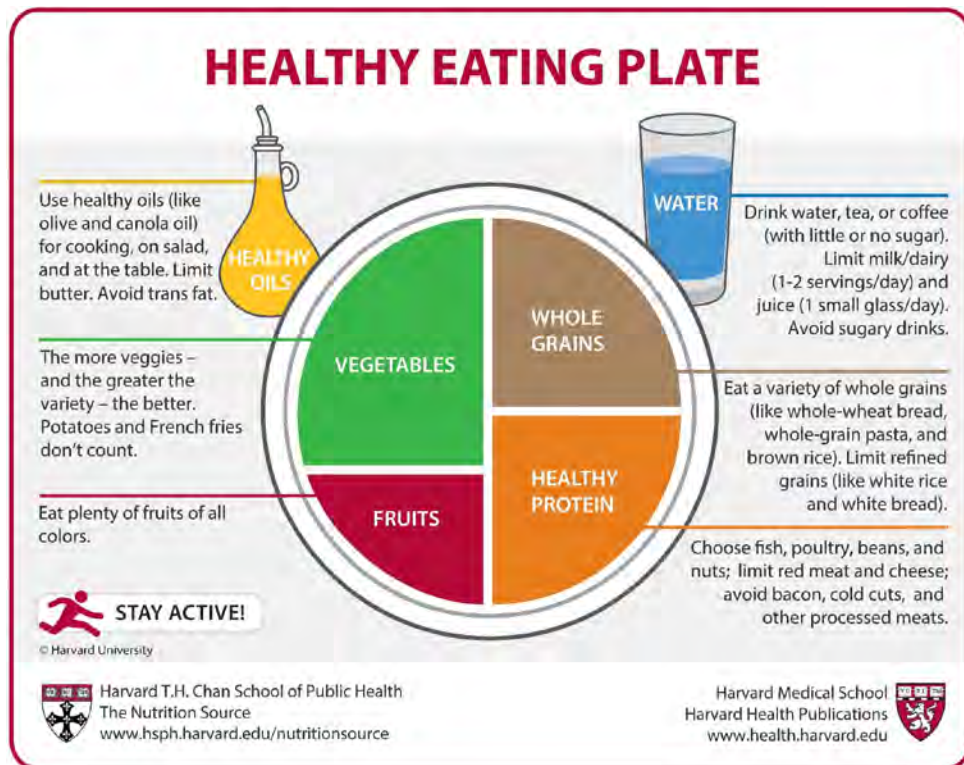 HEALTHY EATING PLATE
Use healthy oils (like
olive and canola oil)
for cooking, on salad,
and at the table. Limit
butter. Avoid trans fat.
HEALTHY
OILS
The more veggies –
and the greater the
variety – the better.
Potatoes and French fries
don't count.
Eat plenty of fruits of all
colors.
VEGETABLES
FRUITS
WHOLE
GRAINS
HEALTHY
PROTEIN
WATER
Drink water, tea, or coffee
(with little or no sugar).
Limit milk/dairy
(1-2 servings/day) and
juice (1 small glass/day).
Avoid sugary drinks.
Eat a variety of whole grains
(like whole-wheat bread,
whole-grain pasta, and
brown rice). Limit refined
grains (like white rice
and white bread).
Choose fish, poultry, beans, and
nuts; limit red meat and cheese;
avoid bacon, cold cuts, and
other processed meats.
STAY ACTIVE!
© Harvard University
Harvard T.H. Chan School of Public Health
The Nutrition Source
www.hsph.harvard.edu/nutritionsource
Harvard Medical School
Harvard Health Publications
www.health.harvard.edu